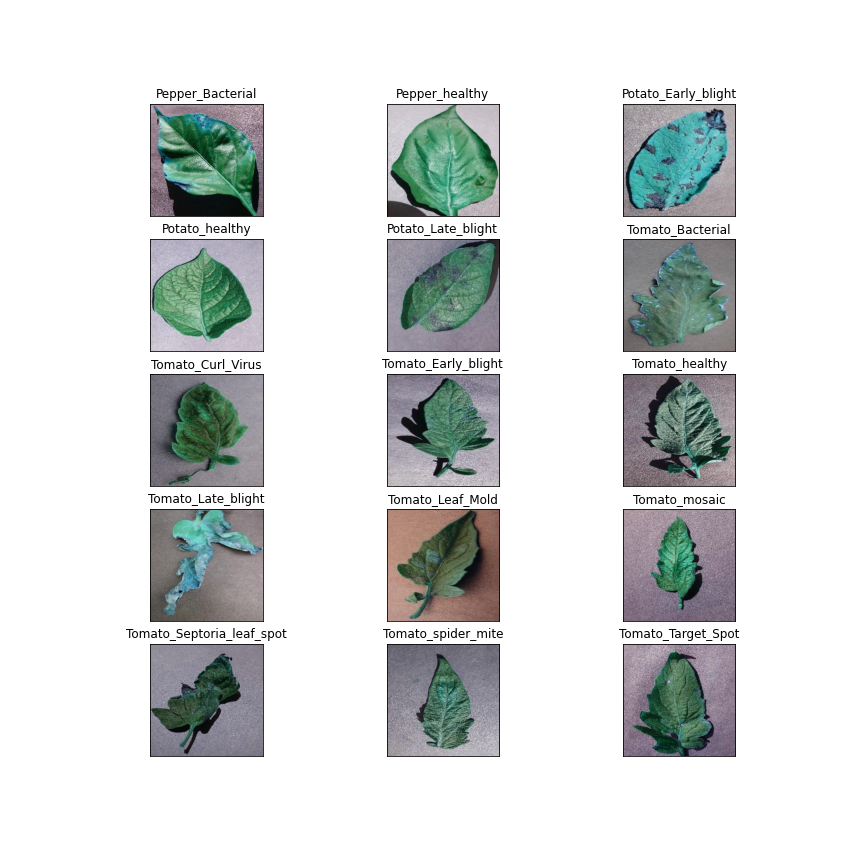 Pepper_Bacterial
Pepper_healthy
Potato_Early_blight
Potato_healthy
Potato_Late_blight
Tomato_Bacterial
Tomato_Curl_Virus
Tomato_Early_blight
Tomato_healthy
Tomato_Late_blight
Tomato_Leaf_Mold
Tomato_mosaic
Tomato_Septoria_leaf_spot
Tomato_spider_mite
Tomato_Target_Spot